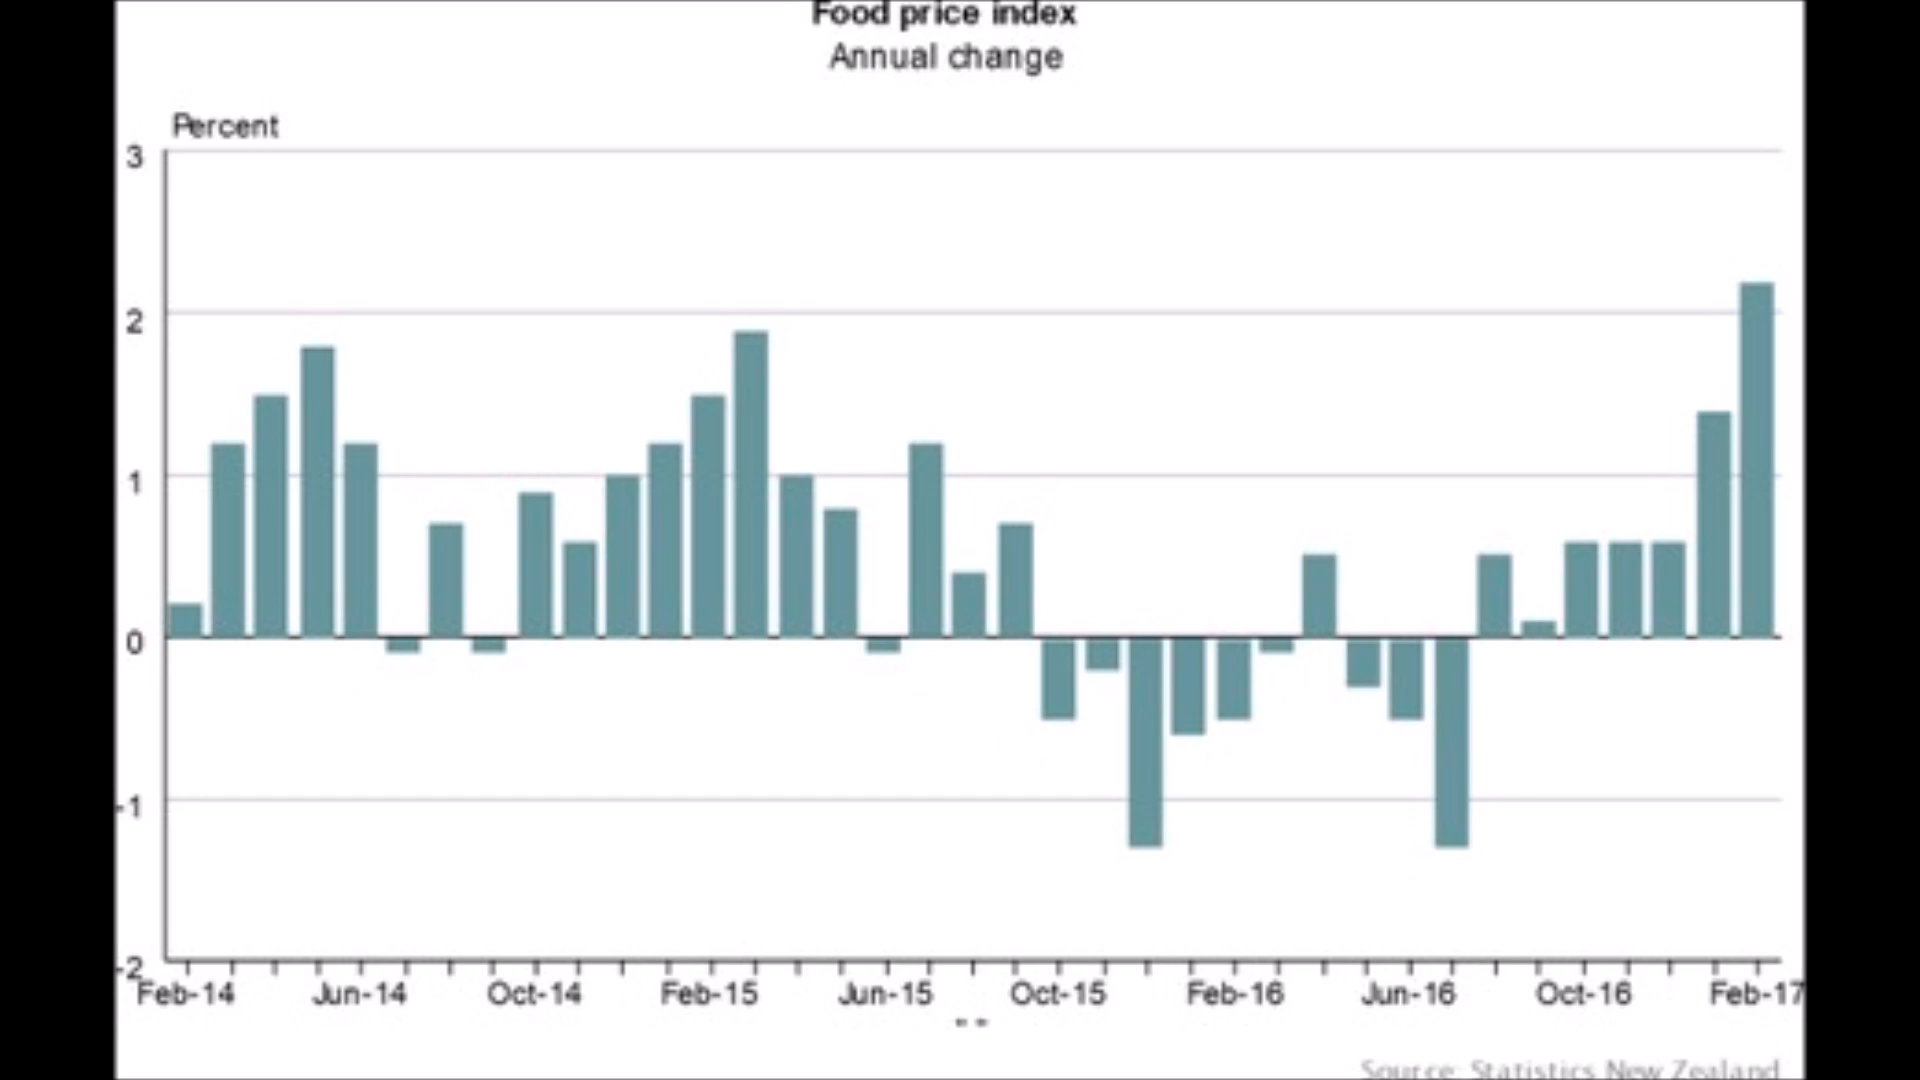 Food price index
Annual change
Percent
3
2
1
0
-1
-2
Feb-14 Jun-14 Oct-14 Feb-15 Jun-15 Oct-15 Feb-16 Jun-16 Oct-16 Feb-17
Source: Statistics New Zealand